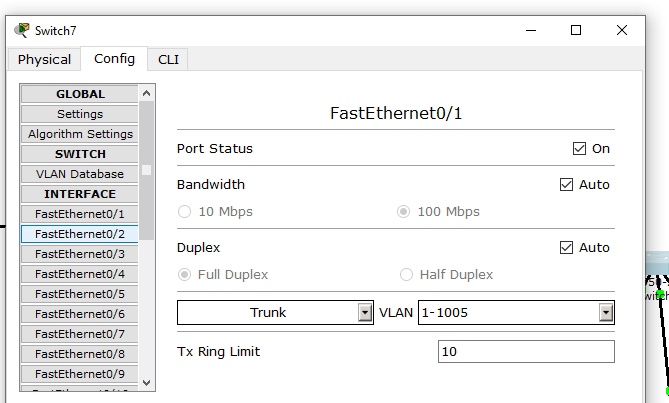 Switch7
Physical Config CLI
GLOBAL
Settings
Algorithm Settings
SWITCH
VLAN Database
INTERFACE
FastEthernet0/1
FastEthernet0/2
FastEthernet0/3
FastEthernet0/4
FastEthernet0/5
FastEthernet0/6
FastEthernet0/7
FastEthernet0/8
FastEthernet0/9
FastEthernet0/1
Port Status On
Bandwidth Auto
10 Mbps 100 Mbps
Duplex Auto
Full Duplex Half Duplex
Trunk VLAN 1-1005
Tx Ring Limit 10